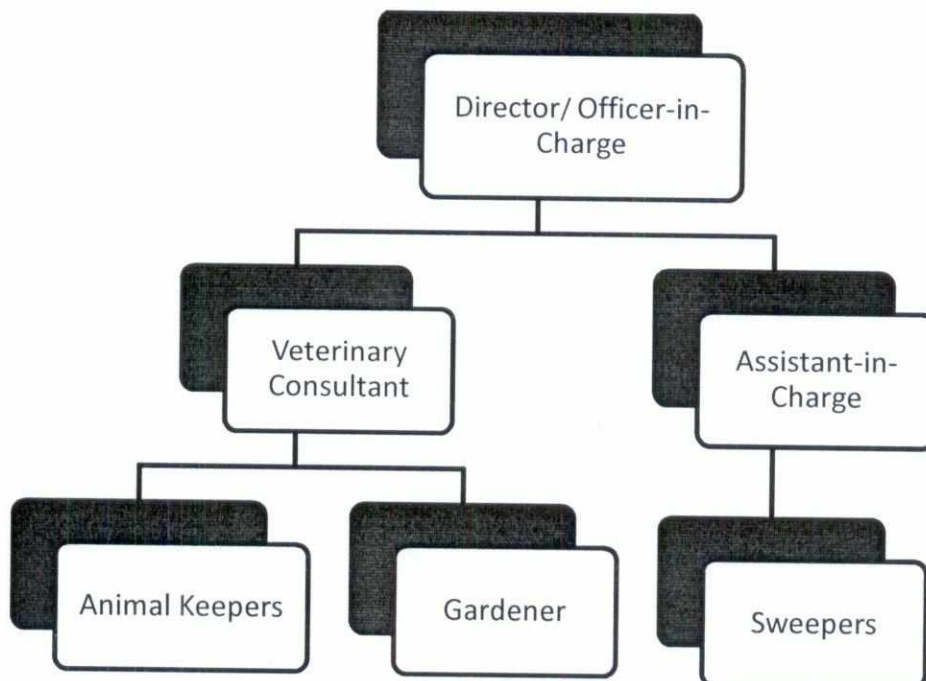 Director/ Officer-in-
Charge
Veterinary
Consultant
Assistant-in-
Charge
Animal Keepers
Gardener
Sweepers